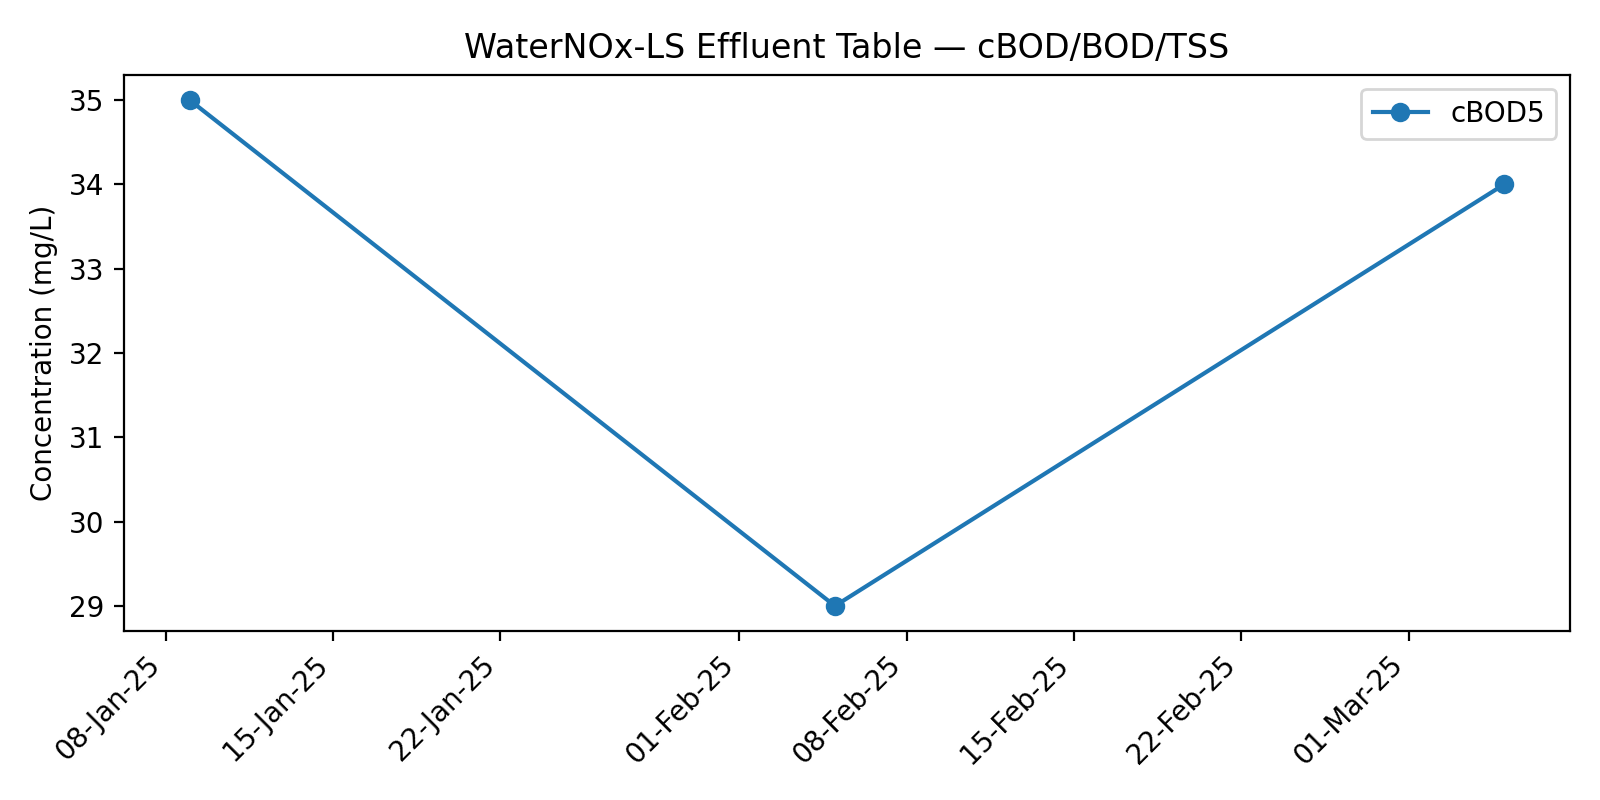 WaterNOx-LS Effluent Table — cBOD/BOD/TSS
cBOD5
Concentration (mg/L)
35
34
33
32
31
30
29
08-Jan-25
15-Jan-25
22-Jan-25
01-Feb-25
08-Feb-25
15-Feb-25
22-Feb-25
01-Mar-25